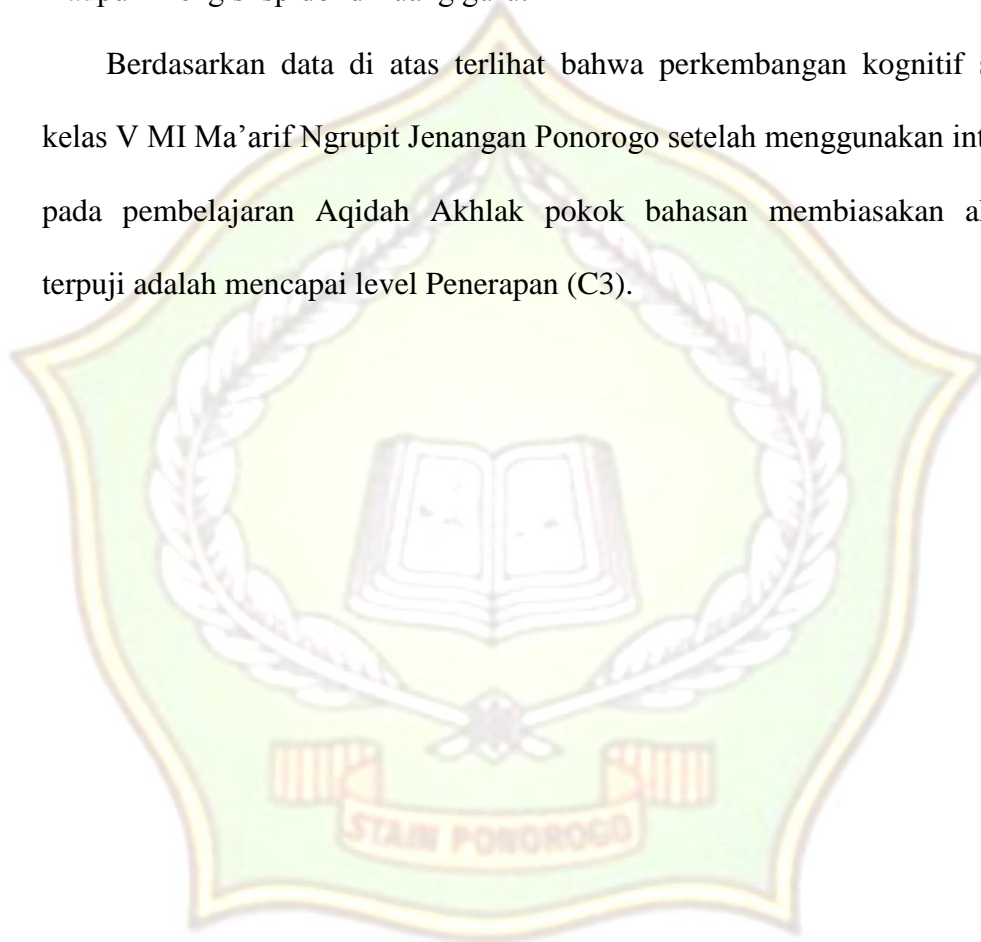 Berdasarkan data di atas terlihat bahwa perkembangan kognitif
kelas V MI Ma’arif Ngrupit Jenangan Ponorogo setelah menggunakan
pada pembelajaran Aqidah Akhlak pokok bahasan membiasakan
terpuji adalah mencapai level Penerapan (C3).
STAIN PONOROGO